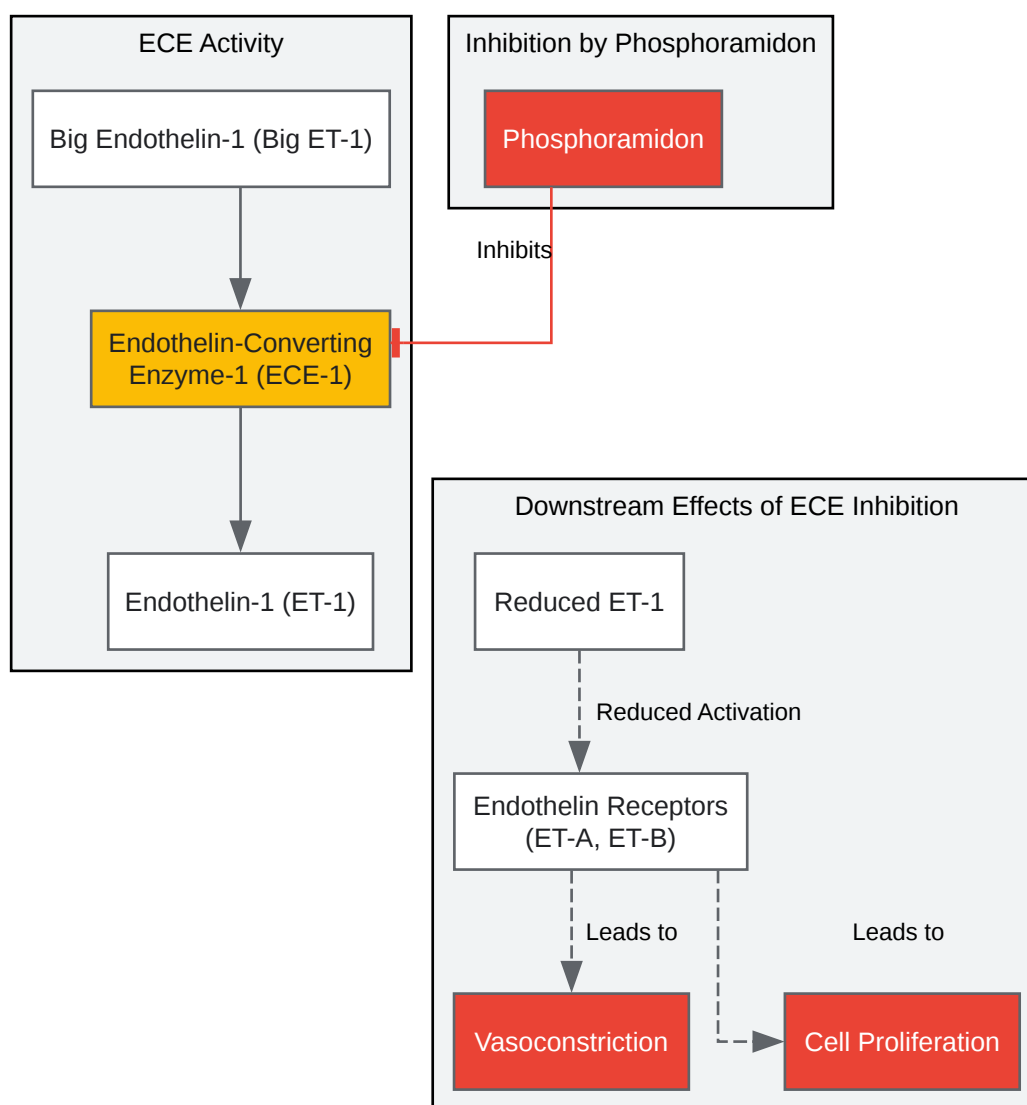 ECE Activity
Big Endothelin-1 (Big ET-1)
Endothelin-Converting
Enzyme-1 (ECE-1)
Endothelin-1 (ET-1)
Inhibition by Phosphoramidon
Phosphoramidon
Inhibits
Downstream Effects of ECE Inhibition
Reduced ET-1
Reduced Activation
Endothelin Receptors
(ET-A, ET-B)
Leads to
Leads to
Vasoconstriction
Cell Proliferation